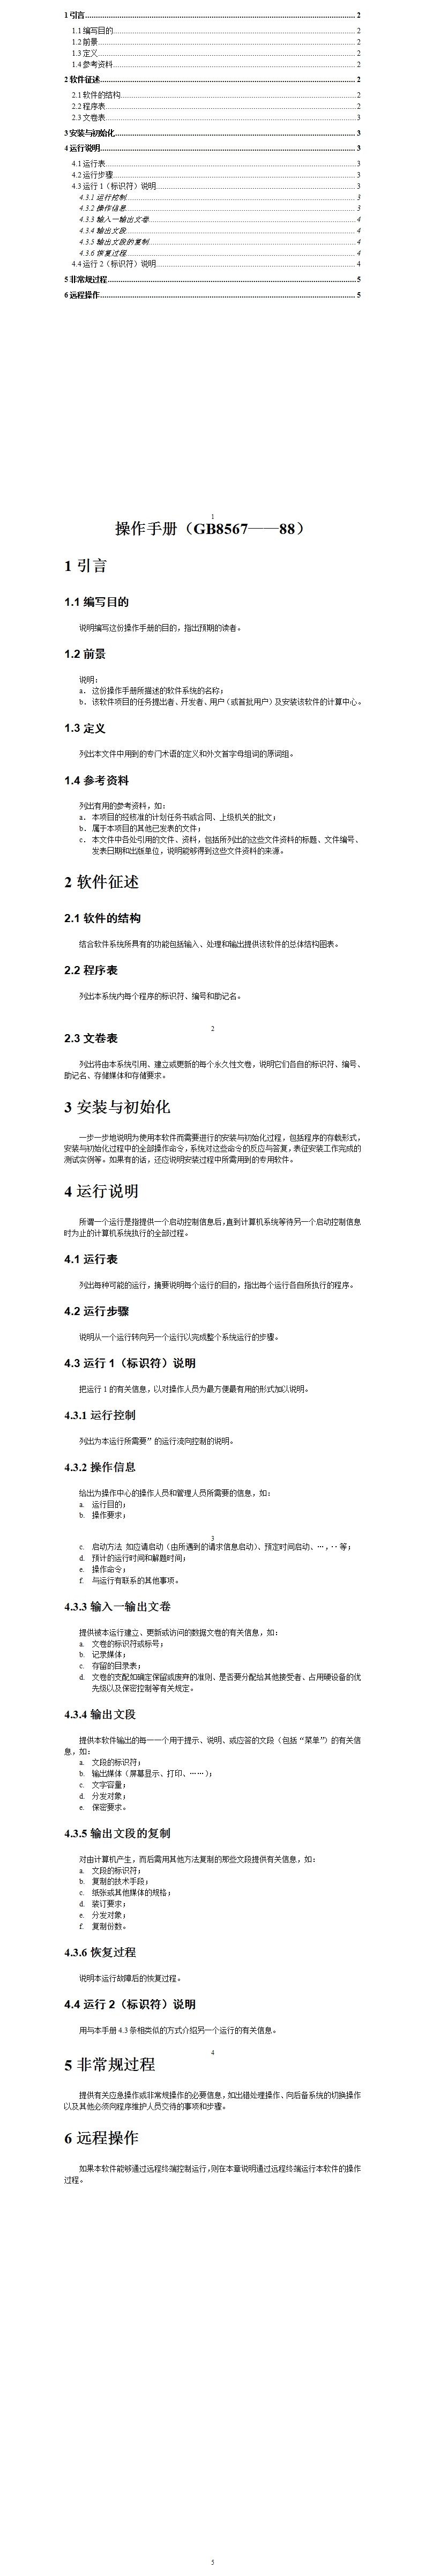 1 引言 2
1.1 编写目的 2
1.2 前景 2
1.3 定义 2
1.4 参考资料 2
2 软件征述 2
2.1 软件的结构 2
2.2 程序表 2
2.3 文卷表 3
3 安装与初始化 3
4 运行说明 3
4.1 运行表 3
4.2 运行步骤 3
4.3 运行 1（标识符）说明 3
4.3.1 运行控制 3
4.3.2 操作信息 3
4.3.3 输入一输出文卷 4
4.3.4 输出文段 4
4.3.5 输出文段的复制 4
4.3.6 恢复过程 4
4.4 运行 2（标识符）说明 4
5 非常规过程 5
6 远程操作 5
1
操作手册（GB8567——88）
1 引言
1.1 编写目的
说明编写这份操作手册的目的，指出预期的读者。
1.2 前景
说明：
a． 这份操作手册所描述的软件系统的名称；
b． 该软件项目的任务提出者、开发者、用户（或首批用户）及安装该软件的计算中心。
1.3 定义
列出本文件中用到的专门术语的定义和外文首字母组词的原词组。
1.4 参考资料
列出有用的参考资料，如：
a． 本项目的经核准的计划任务书或合同、上级机关的批文；
b． 属于本项目的其他已发表的文件；
c． 本文件中各处引用的文件、资料，包括所列出的这些文件资料的标题、文件编号、
发表日期和出版单位，说明能够得到这些文件资料的来源。
2 软件征述
2.1 软件的结构
结合软件系统所具有的功能包括输入、处理和输出提供该软件的总体结构图表。
2.2 程序表
列出本系统内每个程序的标识符、编号和助记名。
2
2.3 文卷表
列出将由本系统引用、建立或更新的每个永久性文卷，说明它们各自的标识符、编号、
助记名、存储媒体和存储要求。
3 安装与初始化
一步一步地说明为使用本软件而需要进行的安装与初始化过程，包括程序的存载形式，
安装与初始化过程中的全部操作命令，系统对这些命令的反应与答复，表征安装工作完成的
测试实例等。如果有的话，还应说明安装过程中所需用到的专用软件。
4 运行说明
所谓一个运行是指提供一个启动控制信息后，直到计算机系统等待另一个启动控制信息
时为止的计算机系统执行的全部过程。
4.1 运行表
列出每种可能的运行，摘要说明每个运行的目的，指出每个运行各自所执行的程序。
4.2 运行步骤
说明从一个运行转向另一个运行以完成整个系统运行的步骤。
4.3 运行 1（标识符）说明
把运行 1 的有关信息，以对操作人员为最方便最有用的形式加以说明。
4.3.1 运行控制
列出为本运行所需要”的运行流向控制的说明。
4.3.2 操作信息
给出为操作中心的操作人员和管理人员所需要的信息，如：
a. 运行目的；
b. 操作要求；
3
c. 启动方法 如应请启动（由所遇到的请求信息启动）、预定时间启动、…，‥等；
d. 预计的运行时间和解题时间；
e. 操作命令；
f. 与运行有联系的其他事项。
4.3.3 输入一输出文卷
提供被本运行建立、更新或访问的数据文卷的有关信息，如：
a. 文卷的标识符或标号；
b. 记录媒体；
c. 存留的目录表；
d. 文卷的支配如确定保留或废弃的准则、是否要分配给其他接受者、占用硬设备的优
先级以及保密控制等有关规定。
4.3.4 输出文段
提供本软件输出的每一一个用于提示、说明、或应答的文段（包括“菜单”）的有关信
息，如：
a. 文段的标识符；
b. 输出媒体（屏幕显示、打印、……）；
c. 文字容量；
d. 分发对象；
e. 保密要求。
4.3.5 输出文段的复制
对由计算机产生，而后需用其他方法复制的那些文段提供有关信息，如：
a. 文段的标识符；
b. 复制的技术手段；
c. 纸张或其他媒体的规格；
d. 装订要求；
e. 分发对象；
f. 复制份数。
4.3.6 恢复过程
说明本运行故障后的恢复过程。
4.4 运行 2（标识符）说明
用与本手册 4.3 条相类似的方式介绍另一个运行的有关信息。
4
5 非常规过程
提供有关应急操作或非常规操作的必要信息，如出错处理操作、向后备系统的切换操作
以及其他必须向程序维护人员交待的事项和步骤。
6 远程操作
如果本软件能够通过远程终端控制运行，则在本章说明通过远程终端运行本软件的操作
过程。
5